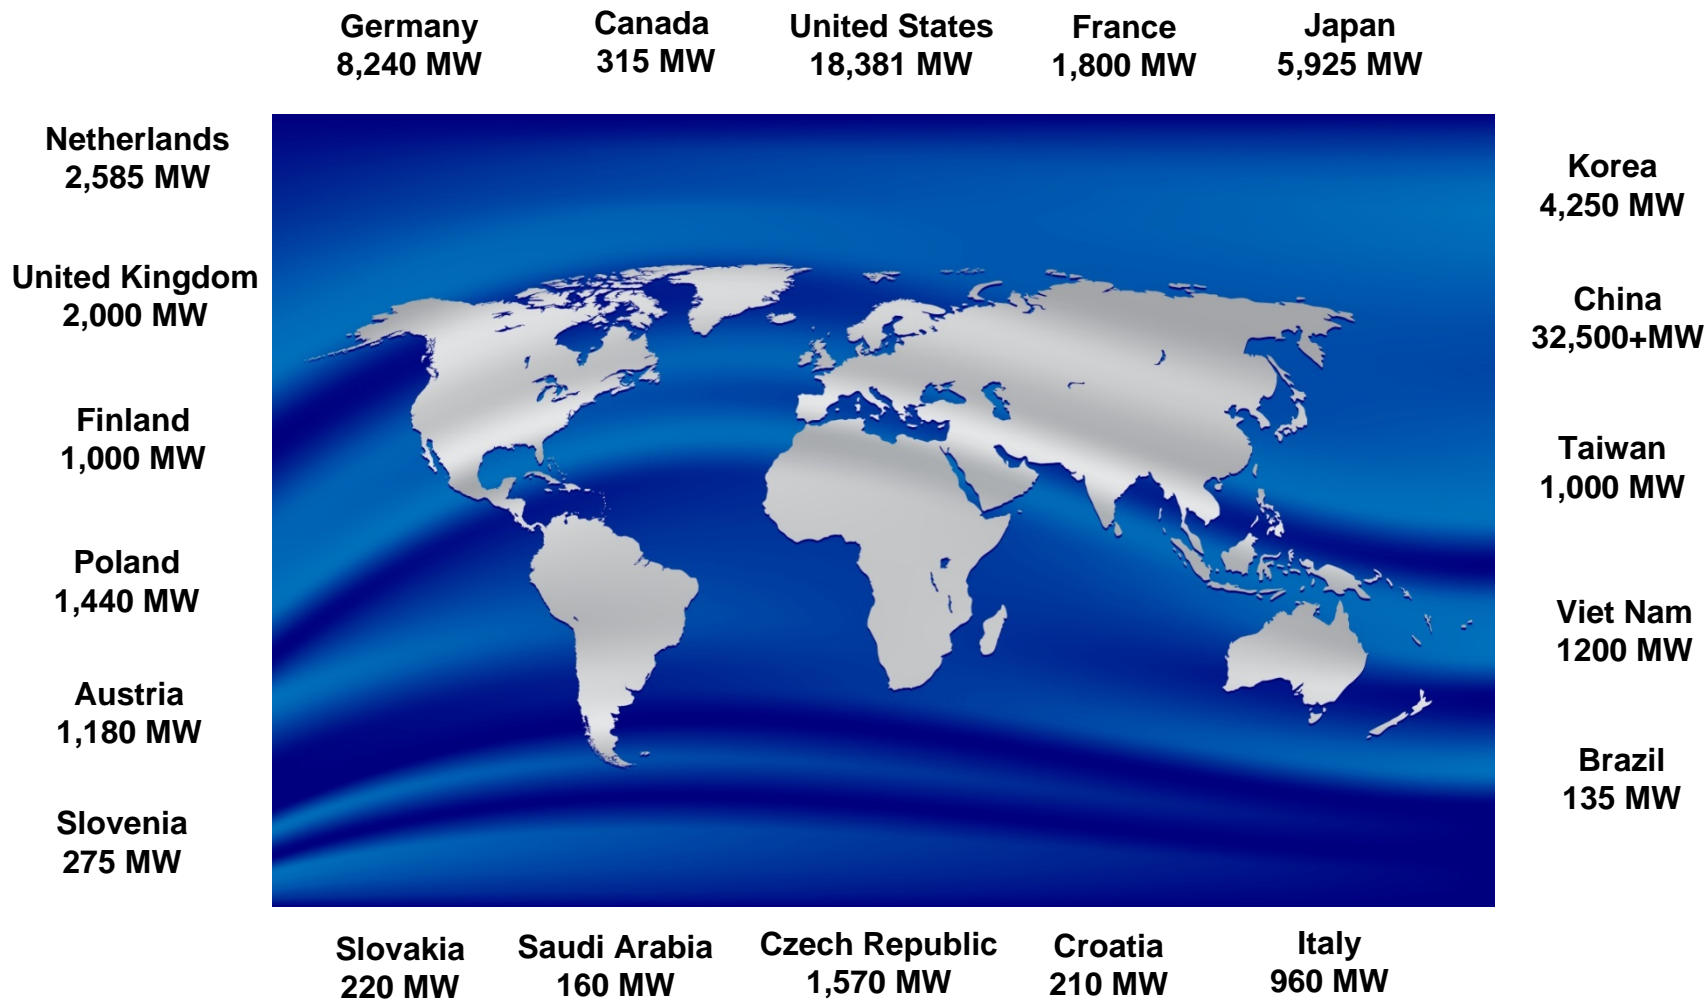 Germany
8,240 MW
Canada
315 MW
United States
18,381 MW
France
1,800 MW
Japan
5,925 MW
Netherlands
2,585 MW
United Kingdom
2,000 MW
Finland
1,000 MW
Poland
1,440 MW
Austria
1,180 MW
Slovenia
275 MW
Korea
4,250 MW
China
32,500+MW
Taiwan
1,000 MW
Viet Nam
1200 MW
Brazil
135 MW
Slovakia
220 MW
Saudi Arabia
160 MW
Czech Republic
1,570 MW
Croatia
210 MW
Italy
960 MW